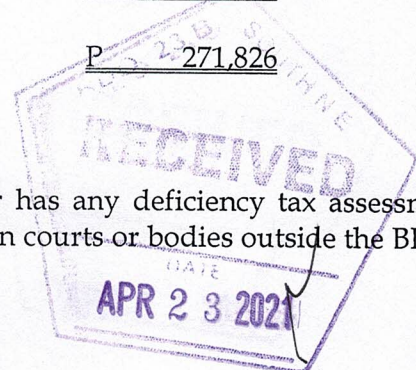 P 271,826
RECEIVED
has any deficiency tax assessm
n courts or bodies outside the BI
DATE
APR 2 3 2021